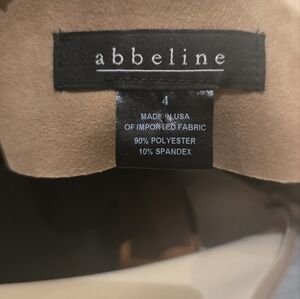 abbeline
4
MADE IN USA
OF IMPORTED FABRIC
90% POLYESTER
10% SPANDEX